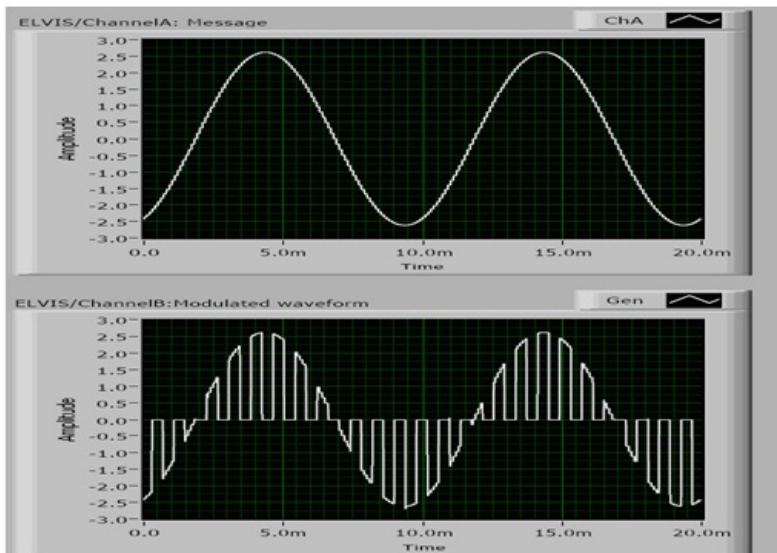 ELVIS/ChannelA: Message
ChA
3.0
2.5
2.0
1.5
1.0
0.5
0.0
-0.5
-1.0
-1.5
-2.0
-2.5
-3.0
Amplitude
0.0 5.0m 10.0m 15.0m 20.0m
Time
ELVIS/ChannelB:Modulated waveform
Gen
3.0
2.5
2.0
1.5
1.0
0.5
0.0
-0.5
-1.0
-1.5
-2.0
-2.5
-3.0
Amplitude
0.0 5.0m 10.0m 15.0m 20.0m
Time